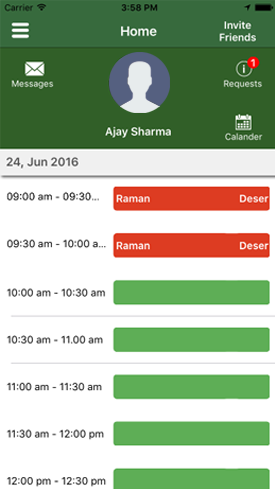 Carrier 3:58 PM
Home
Invite
Friends
Messages
1
Requests
Ajay Sharma
Calander
24, Jun 2016
09:00 am - 09:30... Raman Deser
09:30 am - 10:00 a... Raman Deser
10:00 am - 10:30 am
10:30 am - 11.00 am
11:00 am - 11:30 am
11:30 am - 12:00 pm
12:00 pm - 12:30 pm